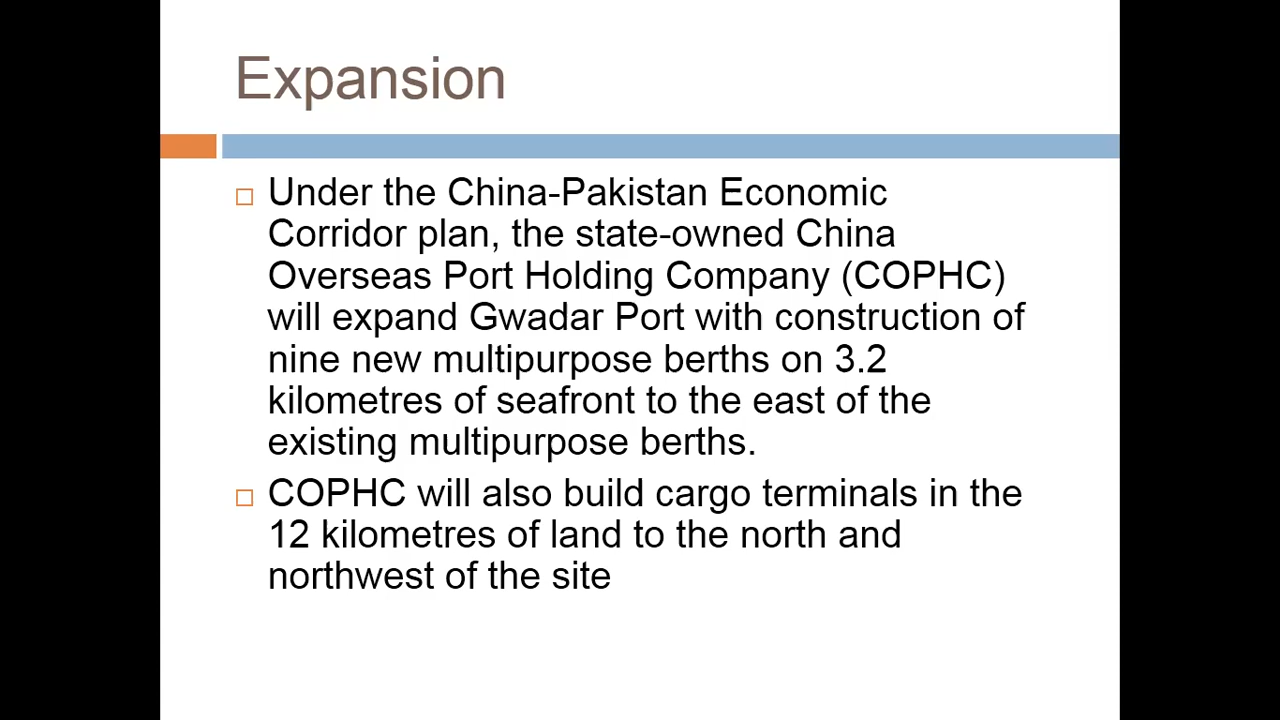 Expansion
Under the China-Pakistan Economic
Corridor plan, the state-owned China
Overseas Port Holding Company (COPHC)
will expand Gwadar Port with construction of
nine new multipurpose berths on 3.2
kilometres of seafront to the east of the
existing multipurpose berths.
COPHC will also build cargo terminals in the
12 kilometres of land to the north and
northwest of the site